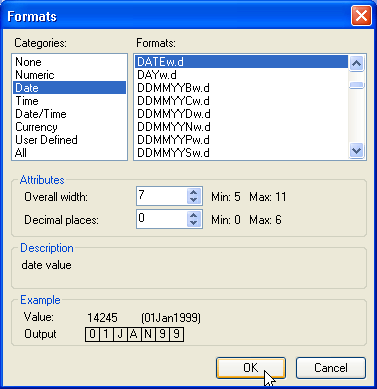 Formats
Categories:
Formats:
None
Numeric
Date
Time
Date/Time
Currency
User Defined
All
DATEw.d
DAYw.d
DDMMYYBw.d
DDMMYYCw.d
DDMMYYDw.d
DDMMYYNw.d
DDMMYYPw.d
DDMMYYSw.d
Attributes
Overall width: 7 Min: 5 Max: 11
Decimal places: 0 Min: 0 Max: 6
Description
date value
Example
Value: 14245 (01Jan1999)
Output 0 1 J A N 9 9
OK Cancel